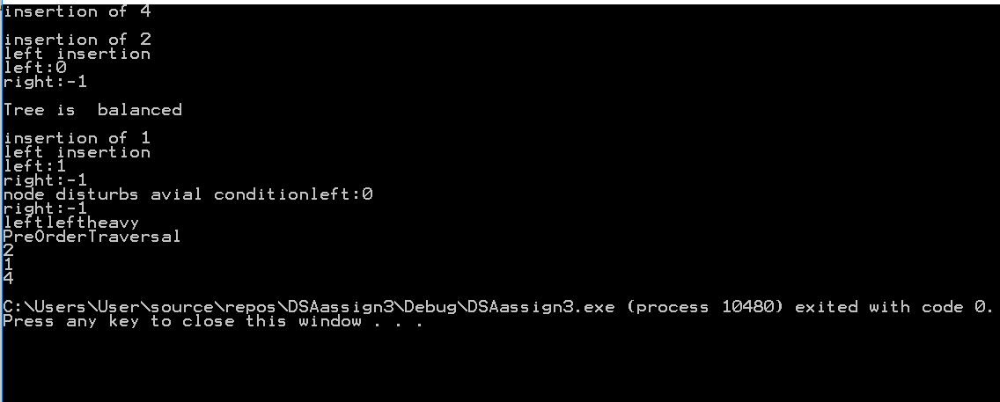 insertion of 4
insertion of 2
left insertion
left:0
right:-1
Tree is  balanced
insertion of 1
left insertion
left:1
right:-1
node disturbs avial conditionleft:0
right:-1
leftleftheavy
PreOrderTraversal
2
1
4
C:\Users\User\source\repos\DSAassign3\Debug\DSAassign3.exe (process 10480) exited with code 0.
Press any key to close this window . . .